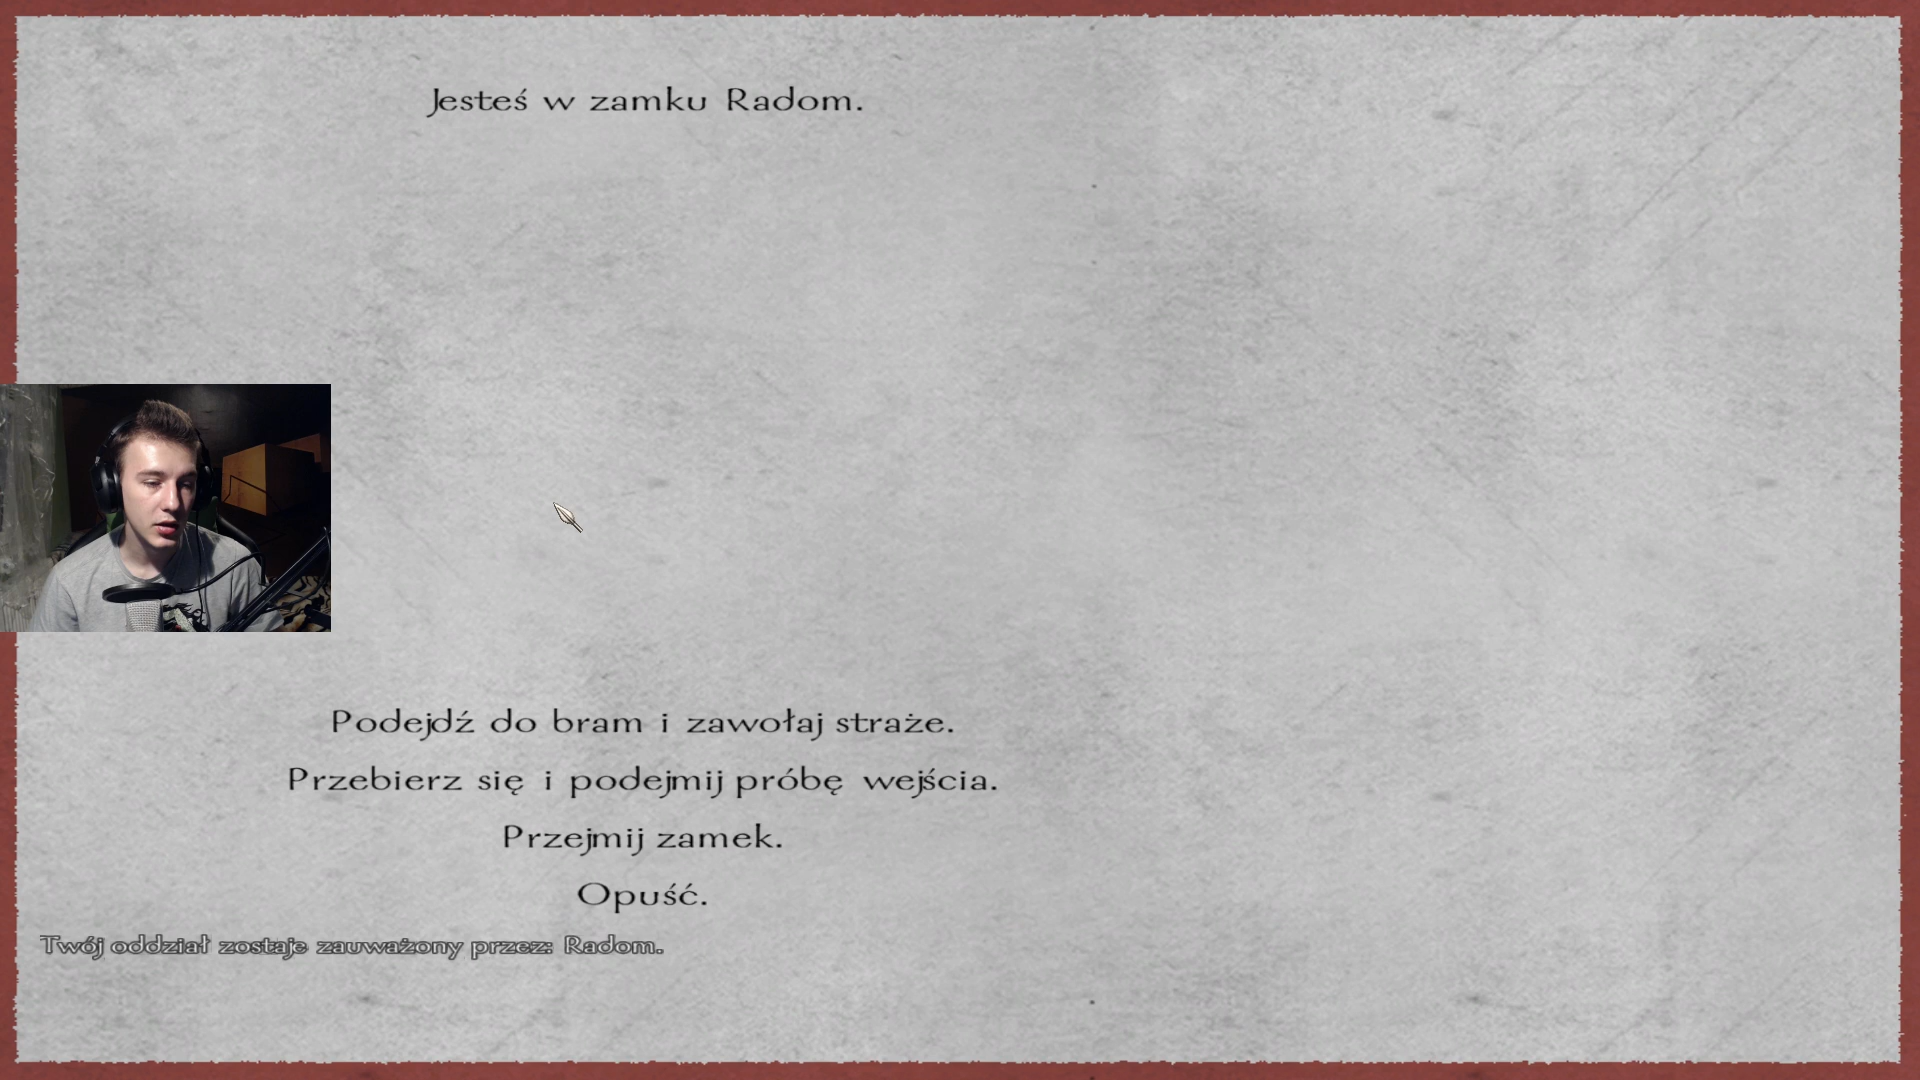 Jesteś w zamku Radom.
Podejdź do bram i zawołaj straże.
Przebierz się i podejmij próbę wejścia.
Przejmij zamek.
Opuść.
Twój oddział zostaje zauważony przez: Radom.